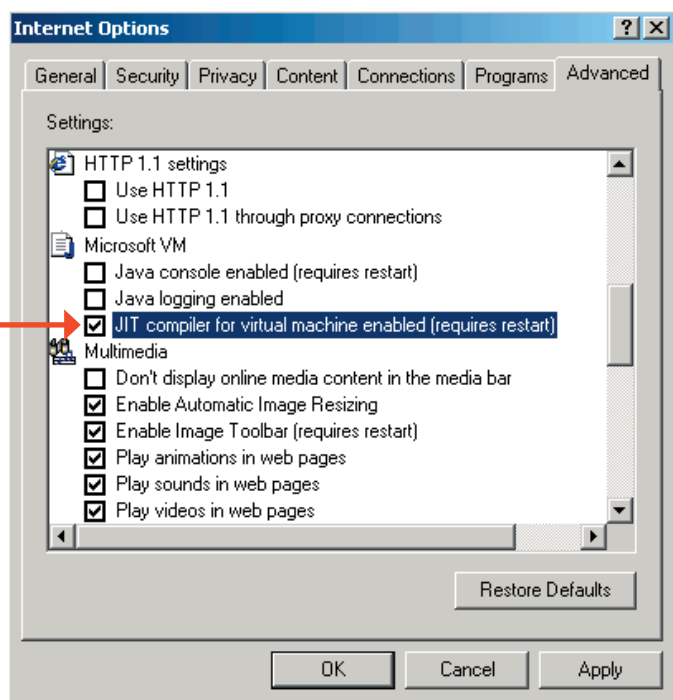 Internet Options
General Security Privacy Content Connections Programs Advanced
Settings:
HTTP 1.1 settings
Use HTTP 1.1
Use HTTP 1.1 through proxy connections
Microsoft VM
Java console enabled (requires restart)
Java logging enabled
JIT compiler for virtual machine enabled (requires restart)
Multimedia
Don't display online media content in the media bar
Enable Automatic Image Resizing
Enable Image Toolbar (requires restart)
Play animations in web pages
Play sounds in web pages
Play videos in web pages
Restore Defaults
OK Cancel Apply